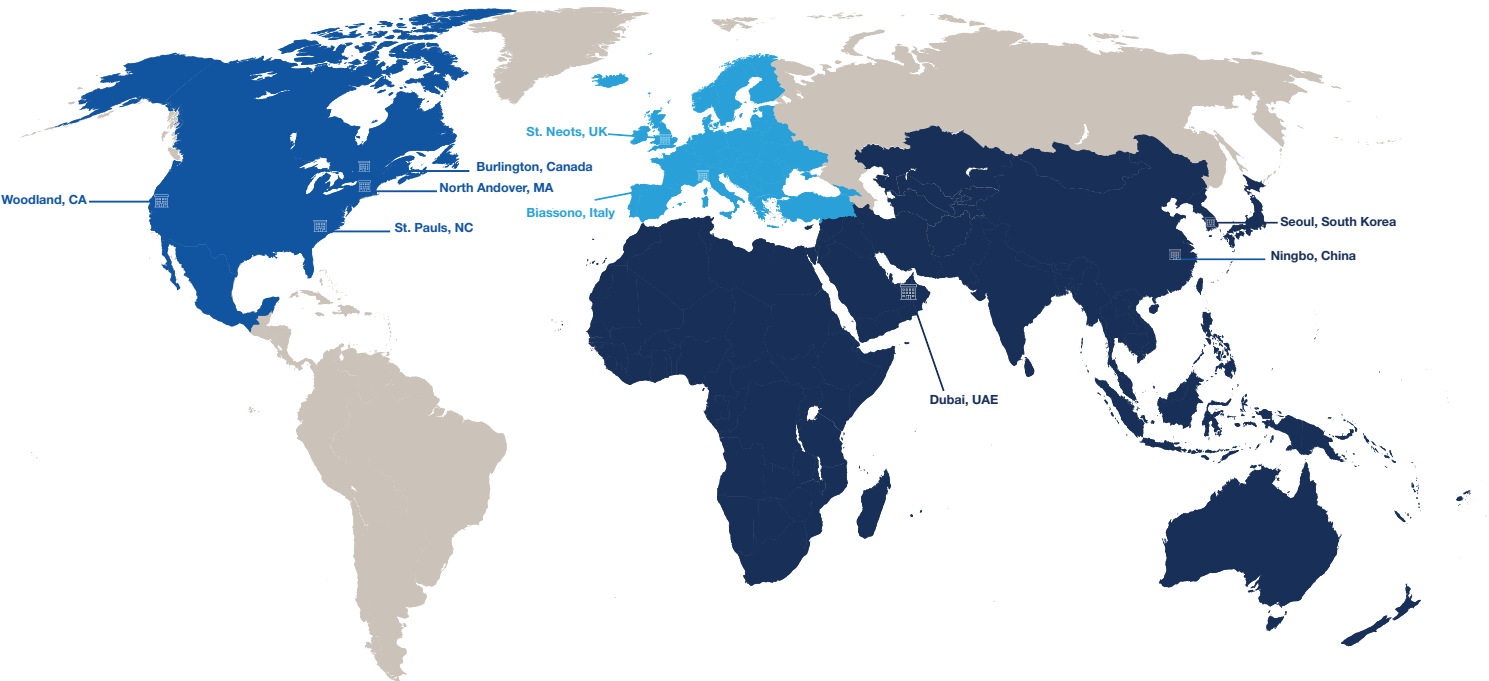 St. Neots, UK
Burlington, Canada
North Andover, MA
Woodland, CA
Biassono, Italy
St. Pauls, NC
Seoul, South Korea
Ningbo, China
Dubai, UAE